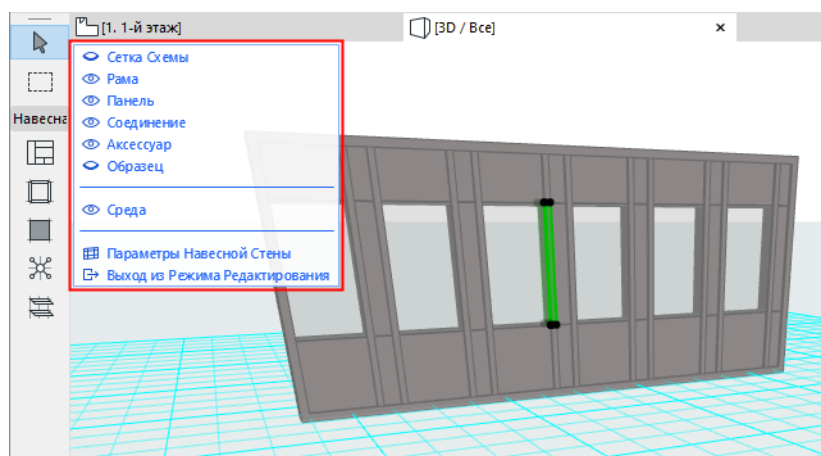 [1. 1-й этаж]
[3D / Все]
Навесна
Сетка Схемы
Рама
Панель
Соединение
Аксессуар
Образец
Среда
Параметры Навесной Стены
Выход из Режима Редактирования